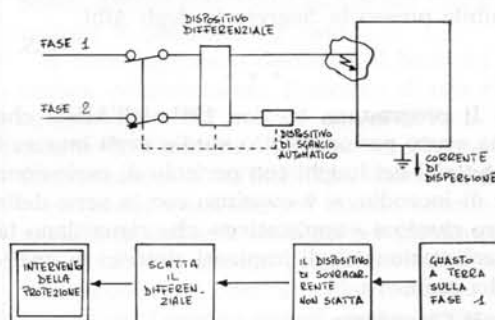 DISPOSITIVO
DIFFERENZIALE
FASE 1
FASE 2
DISPOSITIVO
DI SGANCIO
AUTOMATICO
CORRENTE
DI
DISPERSIONE
INTERVENTO
DELLA
PROTEZIONE
SCATTA
IL
DIFFEREN-
ZIALE
IL DISPOSITIVO
DI SOVRACOR-
RENTE
NON SCATTA
GUASTO
A TERRA
SULLA
FASE 1